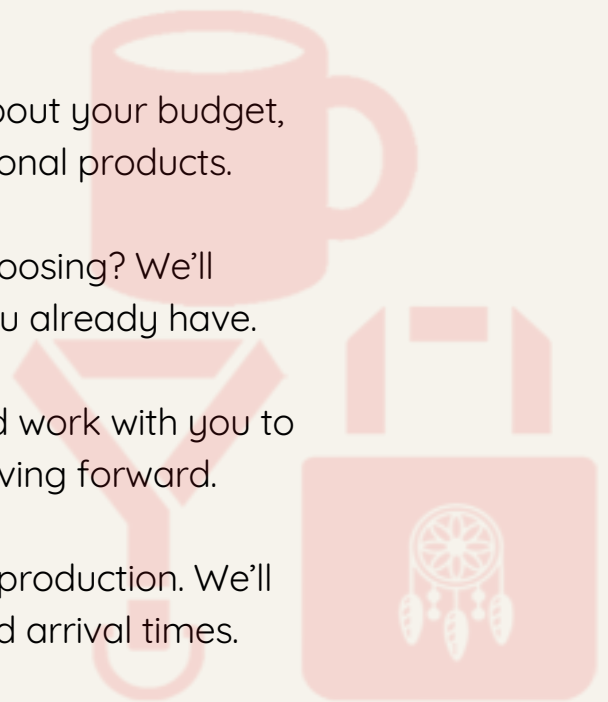 out your budget,
onal products.
oosing? We'll
u already have.
d work with you to
ving forward.
production. We'll
d arrival times.